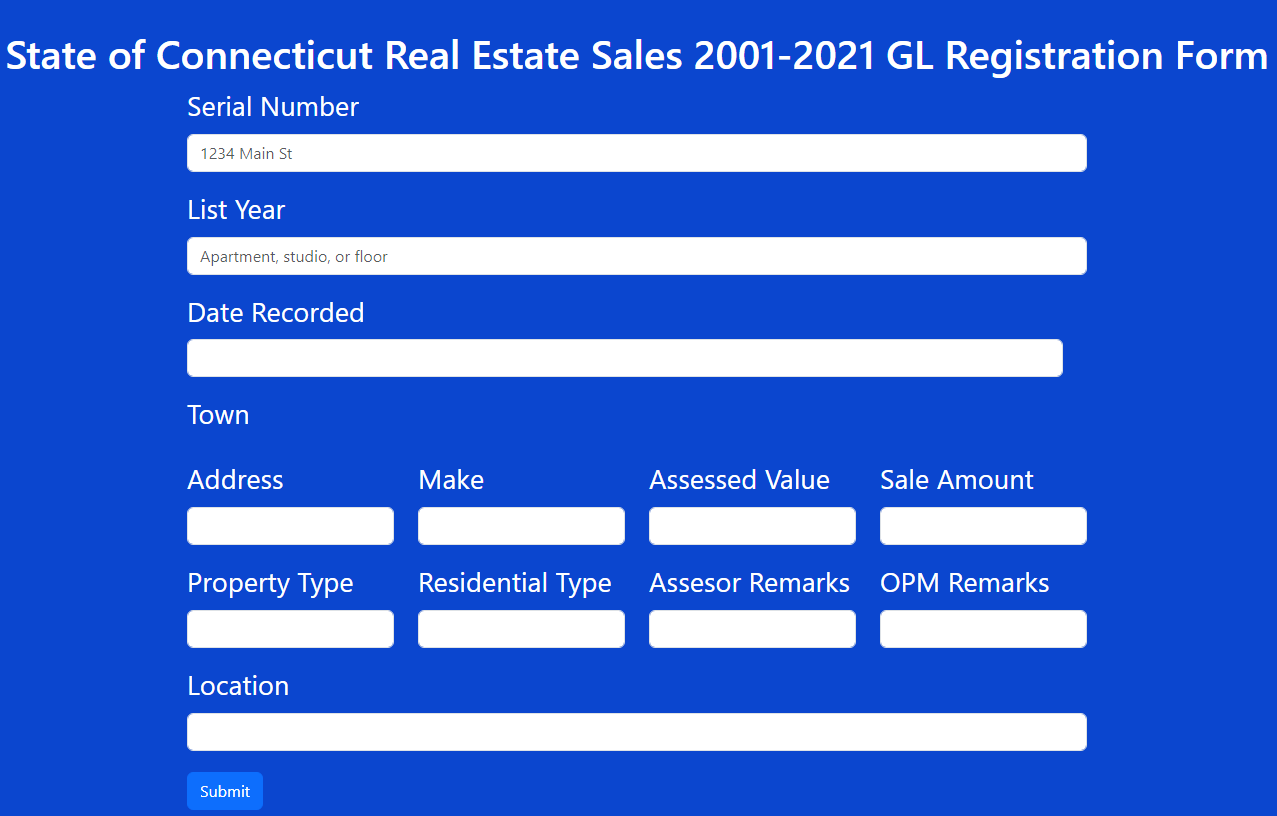 State of Connecticut Real Estate Sales 2001-2021 GL Registration Form
Serial Number
1234 Main St
List Year
Apartment, studio, or floor
Date Recorded
Town
Address Make Assessed Value Sale Amount
Property Type Residential Type Assesor Remarks OPM Remarks
Location
Submit